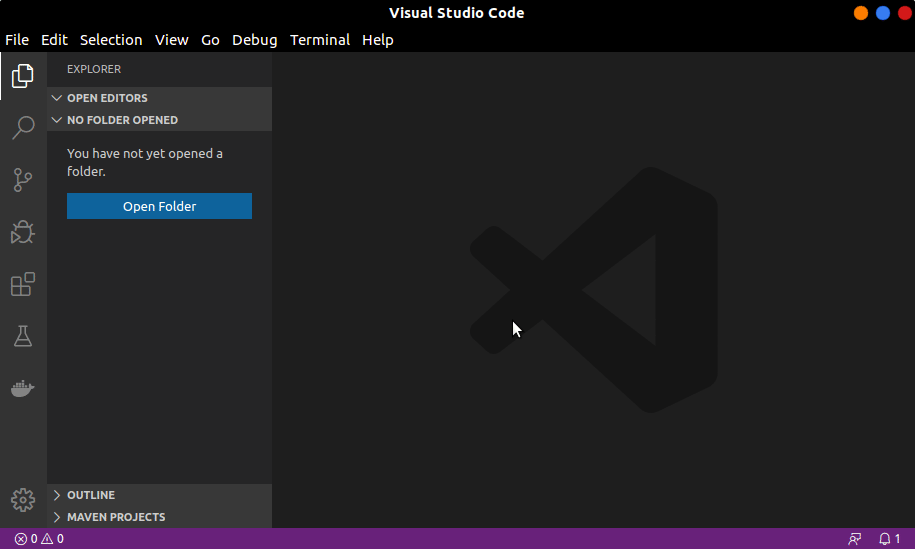 Visual Studio Code
File Edit Selection View Go Debug Terminal Help
EXPLORER
OPEN EDITORS
NO FOLDER OPENED
You have not yet opened a
folder.
Open Folder
OUTLINE
MAVEN PROJECTS
0 0 1